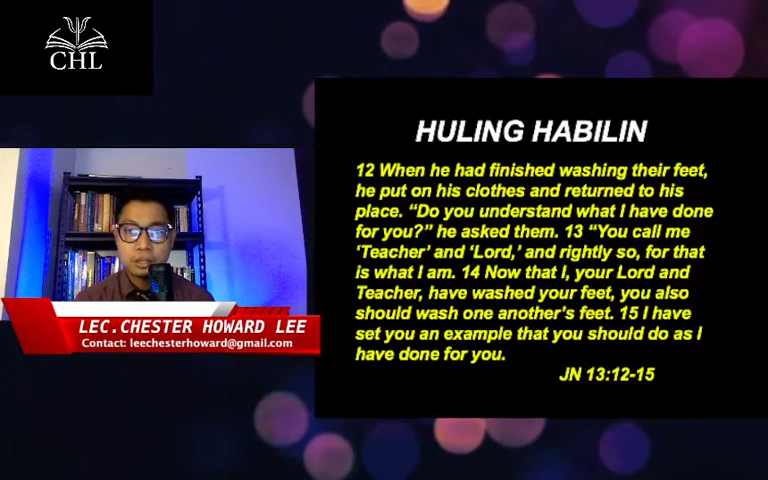 CHL
HULING HABILIN
12 When he had finished washing their feet,
he put on his clothes and returned to his
place. “Do you understand what I have done
for you?” he asked them. 13 “You call me
‘Teacher’ and ‘Lord,’ and rightly so, for that
is what I am. 14 Now that I, your Lord and
Teacher, have washed your feet, you also
should wash one another’s feet. 15 I have
set you an example that you should do as I
have done for you.
JN 13:12-15
LEC.CHESTER HOWARD LEE
Contact: leechesterhoward@gmail.com